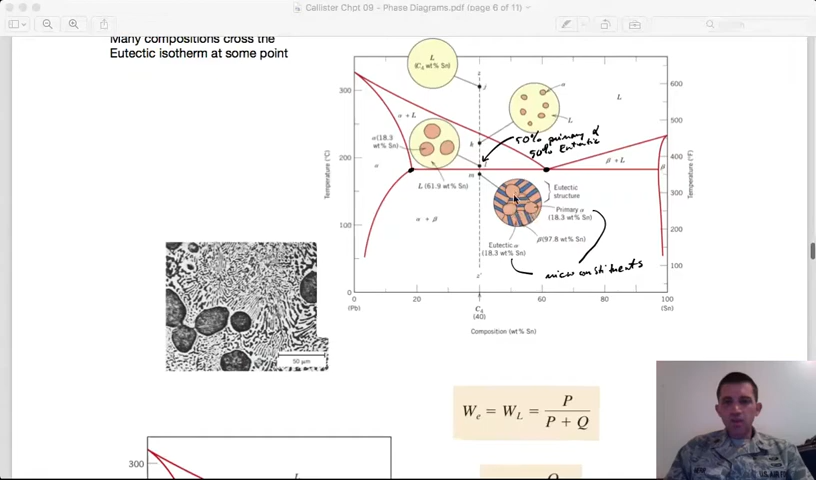 Callister Chpt 09 - Phase Diagrams.pdf (page 6 of 11)
Many compositions cross the
Eutectic isotherm at some point
L
(C4 wt% Sn)
z
j
α
L
L
600
500
400
300
200
100
300
200
100
0
Temperature (°C)
Temperature (°F)
α + L
α(18.3
wt% Sn)
k
50% primary α
50% Eutectic
l
α
β + L
β
m
L (61.9 wt% Sn)
Eutectic
structure
Primary α
(18.3 wt% Sn)
α + β
β(97.8 wt% Sn)
Eutectic α
(18.3 wt% Sn)
microconstituents
z'
0
20
60
80
100
(Pb)
C4
(40)
(Sn)
Composition (wt% Sn)
50 μm
We = WL = P / P + Q
Q
300
L